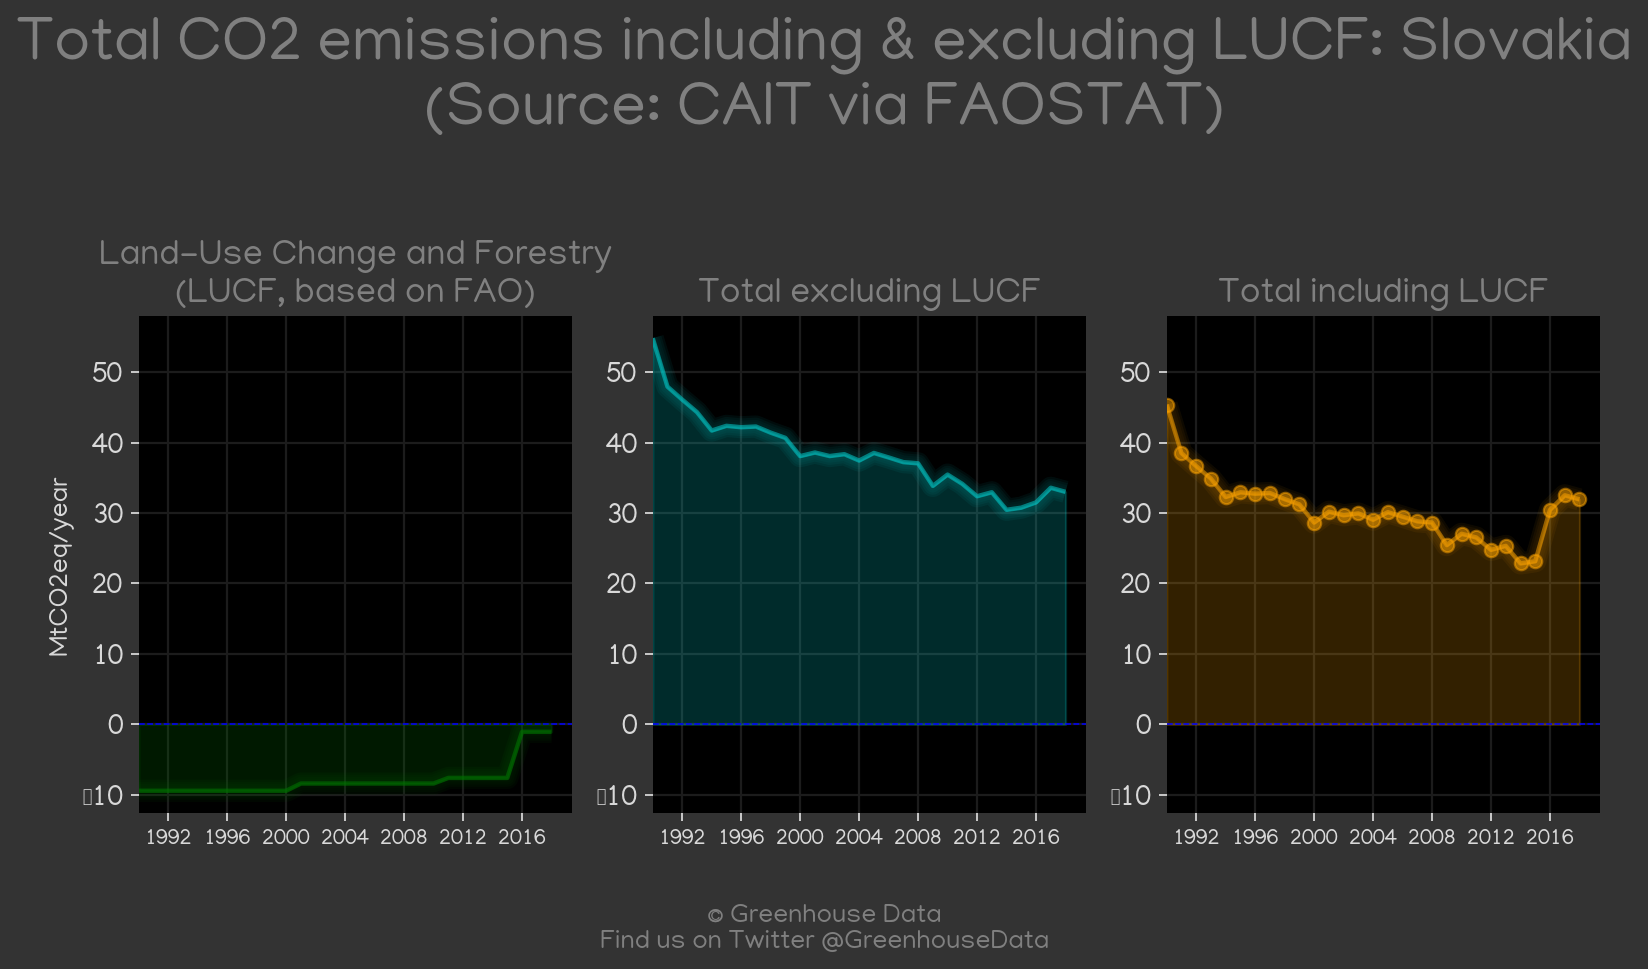 Total CO2 emissions including & excluding LUCF: Slovakia
(Source: CAIT via FAOSTAT)
Land-Use Change and Forestry
(LUCF, based on FAO)
Total excluding LUCF
Total including LUCF
MtCO2eq/year
50
40
30
20
10
0
▯10
1992 1996 2000 2004 2008 2012 2016
50
40
30
20
10
0
▯10
1992 1996 2000 2004 2008 2012 2016
50
40
30
20
10
0
▯10
1992 1996 2000 2004 2008 2012 2016
© Greenhouse Data
Find us on Twitter @GreenhouseData